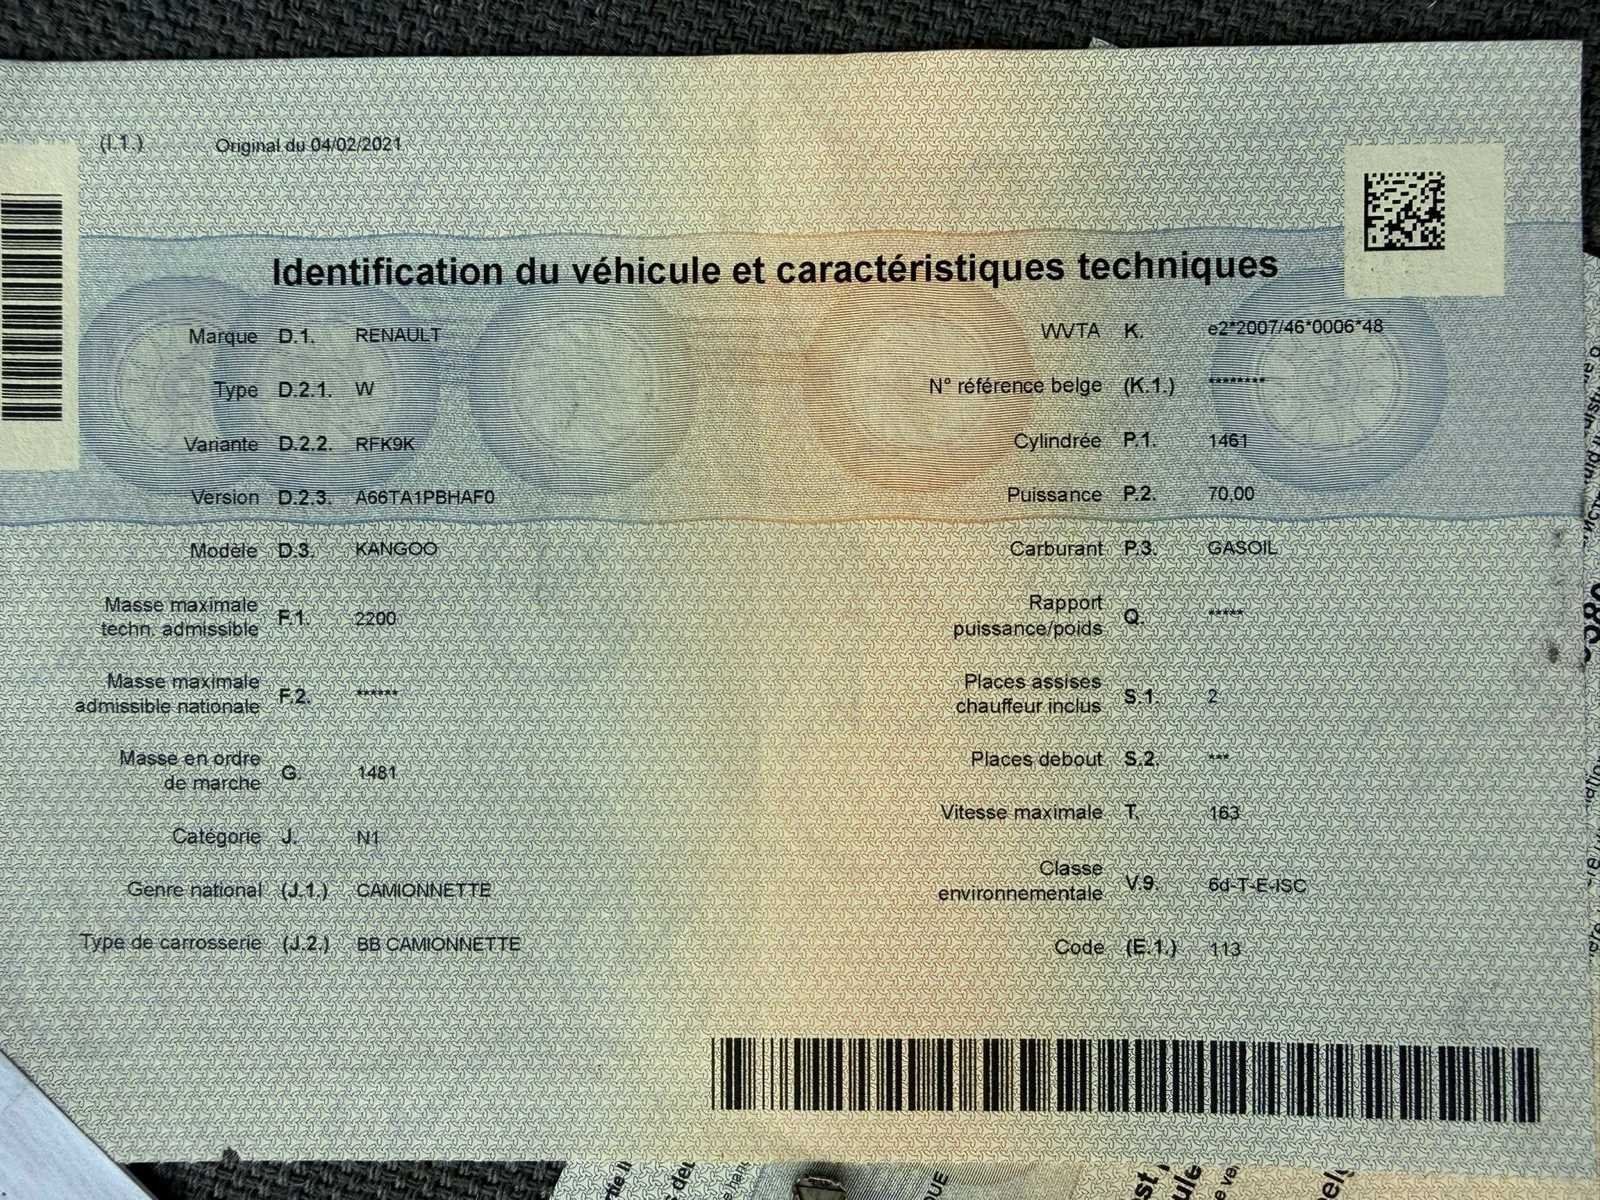 (I.1.) Original du 04/02/2021
Identification du véhicule et caractéristiques techniques
Marque D.1. RENAULT
Type D.2.1. W
Variante D.2.2. RFK9K
Version D.2.3. A66TA1PBHAF0
Modèle D.3. KANGOO
Masse maximale
techn. admissible F.1. 2200
Masse maximale
admissible nationale F.2. ******
Masse en ordre
de marche G. 1481
Catégorie J. N1
Genre national (J.1.) CAMIONNETTE
Type de carrosserie (J.2.) BB CAMIONNETTE
WVTA K. e2*2007/46*0006*48
N° référence belge (K.1.) ********
Cylindrée P.1. 1461
Puissance P.2. 70,00
Carburant P.3. GASOIL
Rapport
puissance/poids Q. *****
Places assises
chauffeur inclus S.1. 2
Places debout S.2. ***
Vitesse maximale T. 163
Classe
environnementale V.9. 6d-T-E-ISC
Code (E.1.) 113